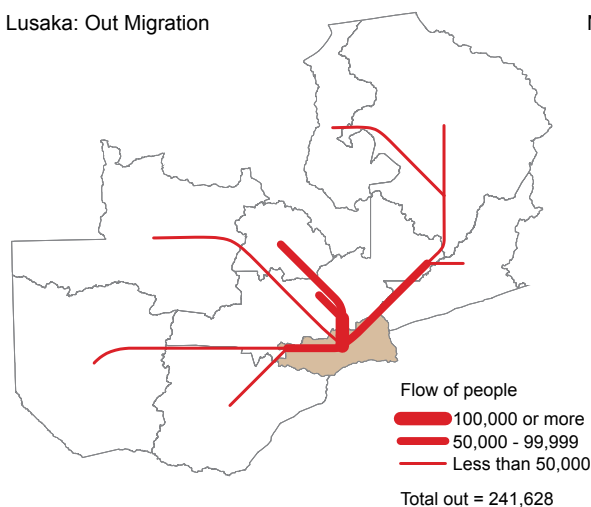 Lusaka: Out Migration
Flow of people
100,000 or more
50,000 - 99,999
Less than 50,000
Total out = 241,628